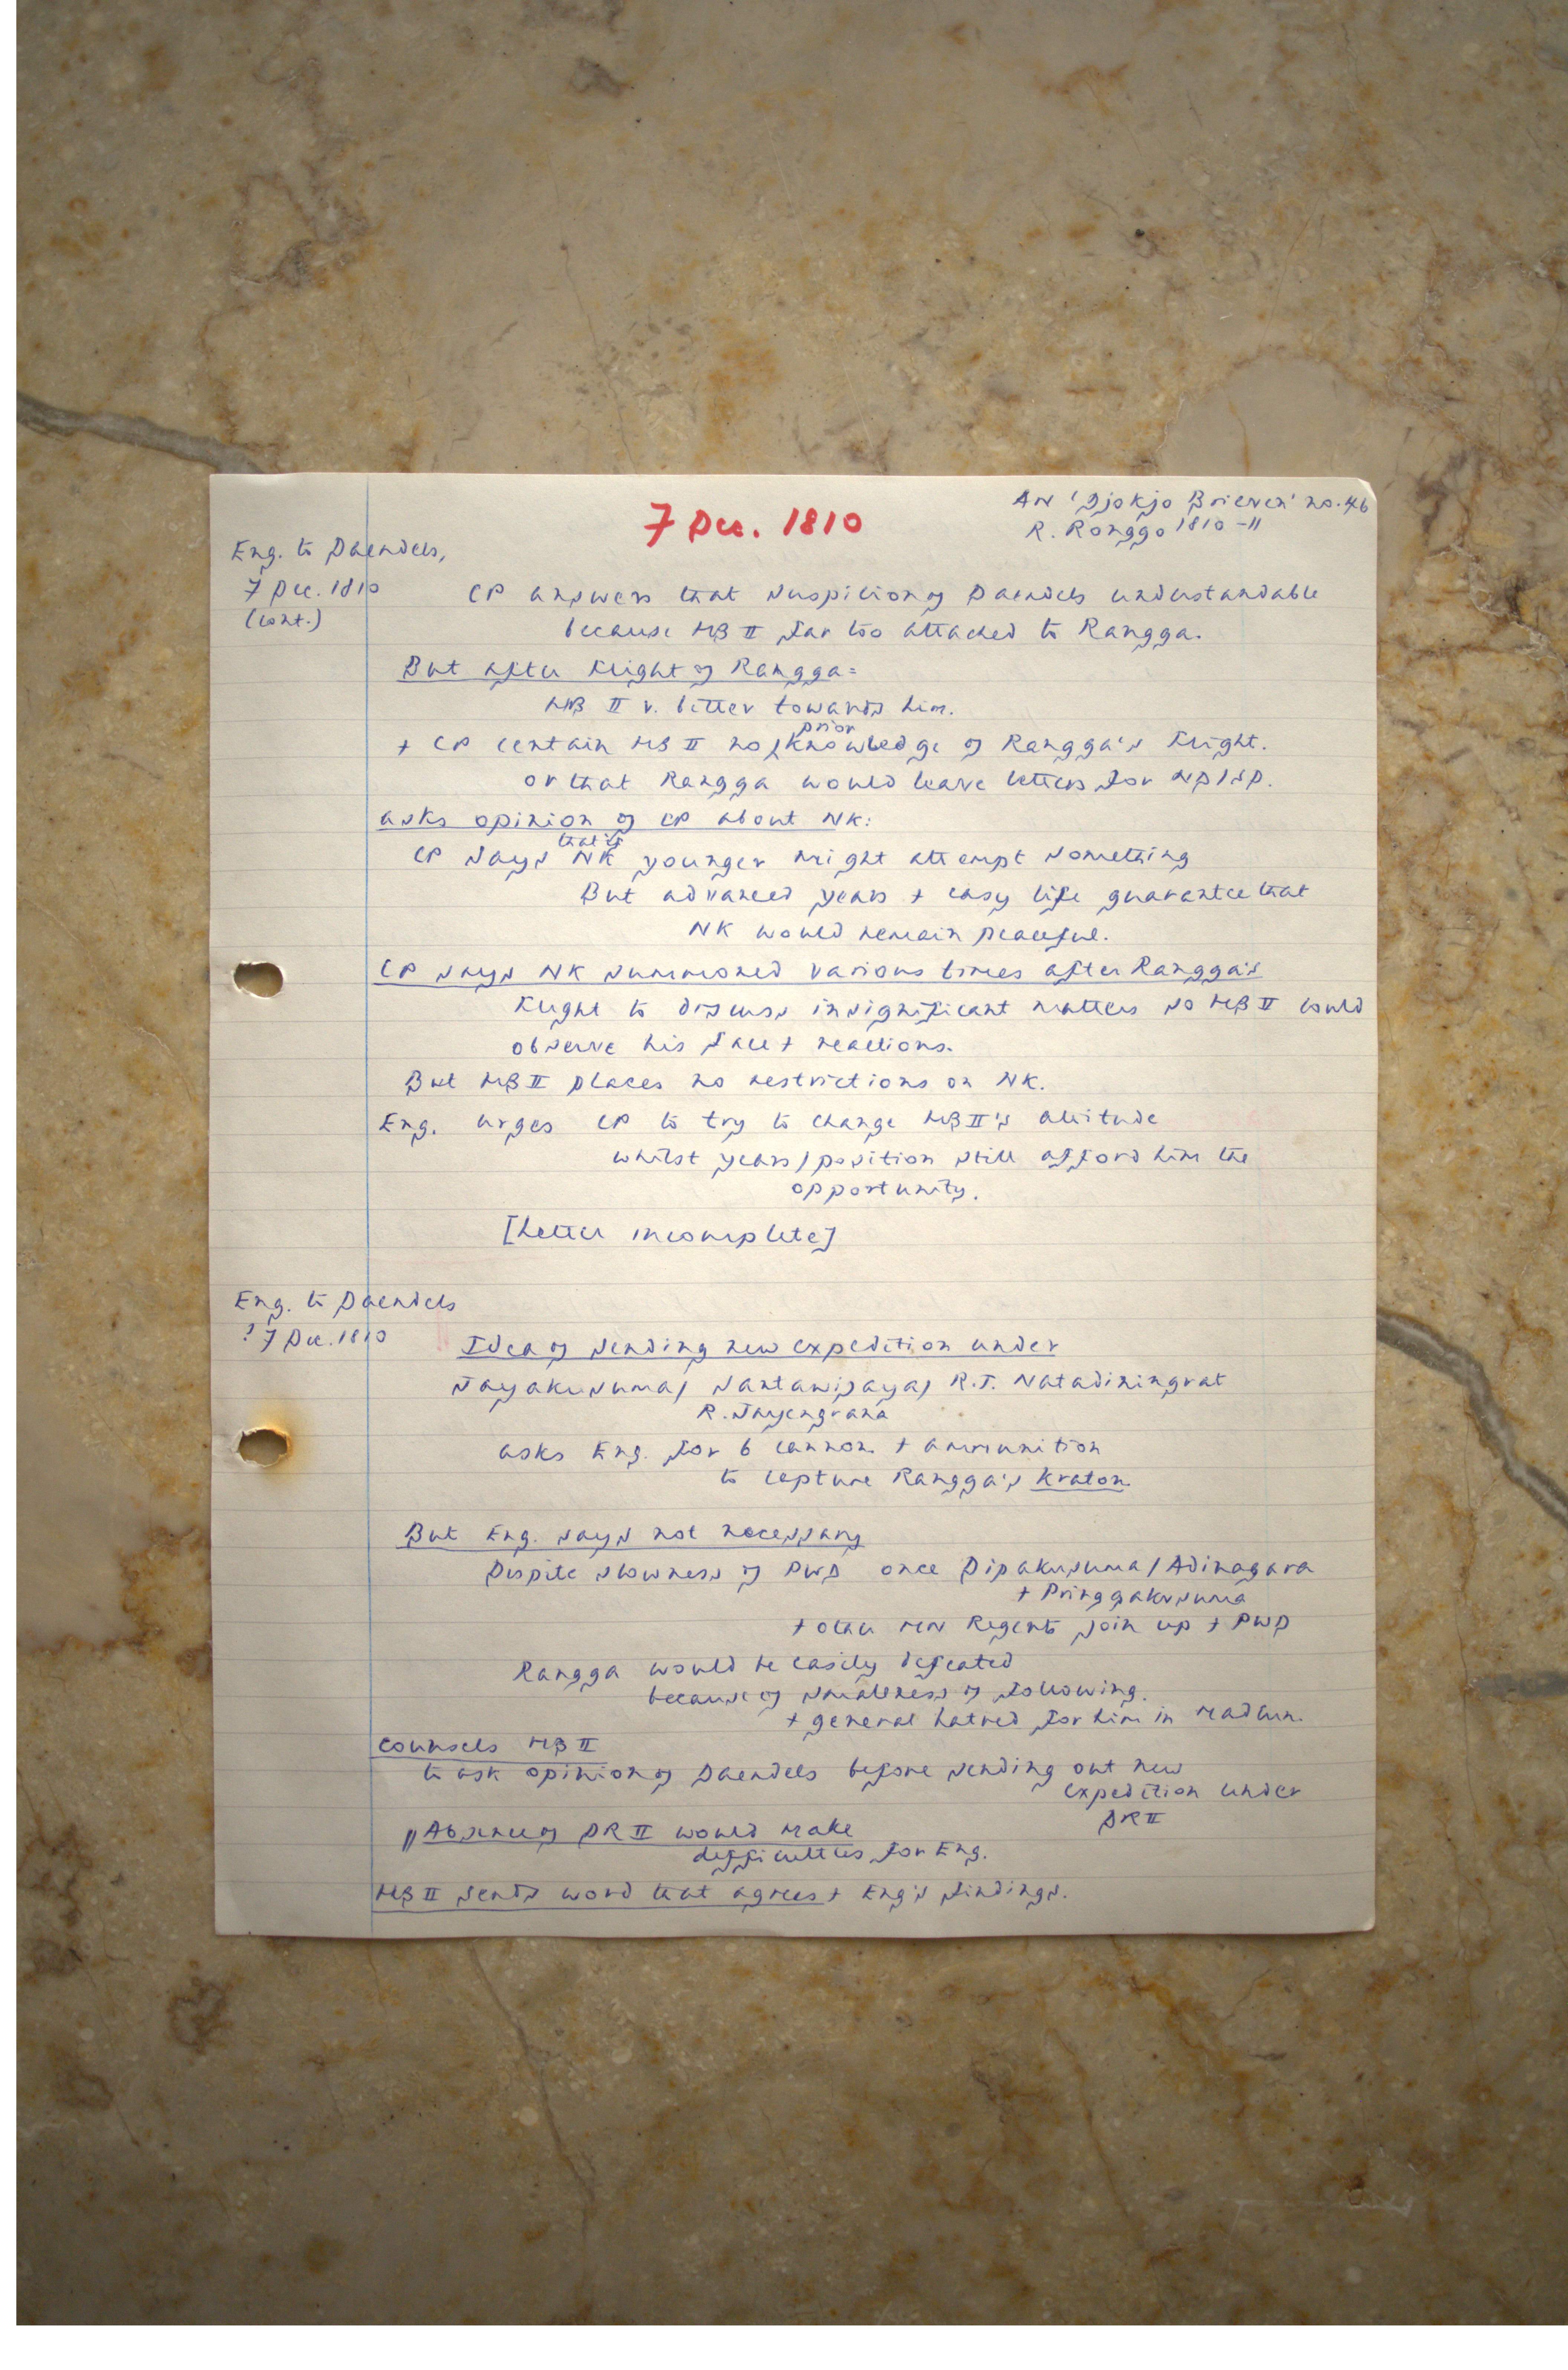 7 Dec. 1810
AN 'Djokjo Brieven' no. 46
R. Ronggo 1810-11
Eng. to Daendels,
7 Dec. 1810
(cont.)
CP answers that suspicion of Daendels understandable
because HB II far too attached to Rangga.
But after flight of Rangga:
HB II v. bitter towards him.
+ CP certain HB II no prior knowledge of Rangga's flight.
or that Rangga would leave letters for NP/SP.
asks opinion of CP about NK:
CP says that if NK younger might attempt something
But advanced years + easy life guarantee that
NK would remain peaceful.
CP says NK summoned various times after Rangga's
flight to discuss insignificant matters so HB II could
observe his face + reactions.
But HB II places no restrictions on NK.
Eng. urges CP to try to change HB II's attitude
whilst years/position still afford him the
opportunity.
[Letter incomplete]
Eng. to Daendels
? 7 Dec. 1810
Idea of sending new expedition under
Jayakusuma/ Sartawijaya/ R.T. Natadiningrat
R. Jayengrana
asks Eng. for 6 cannon + ammunition
to capture Rangga's kraton
But Eng. says not necessary
Despite slowness of PWD once Dipakusuma/Adinagara
+ Pringgakusuma
+ other MN Regents join up + PWD
Rangga would be easily defeated
because of smallness of following.
+ general hatred for him in Madiun.
counsels HB II
to ask opinion of Daendels before sending out new
expedition under
DR II
"Absence of DR II would make
difficulties for Eng.
HB II sends word that agrees + Eng's findings.